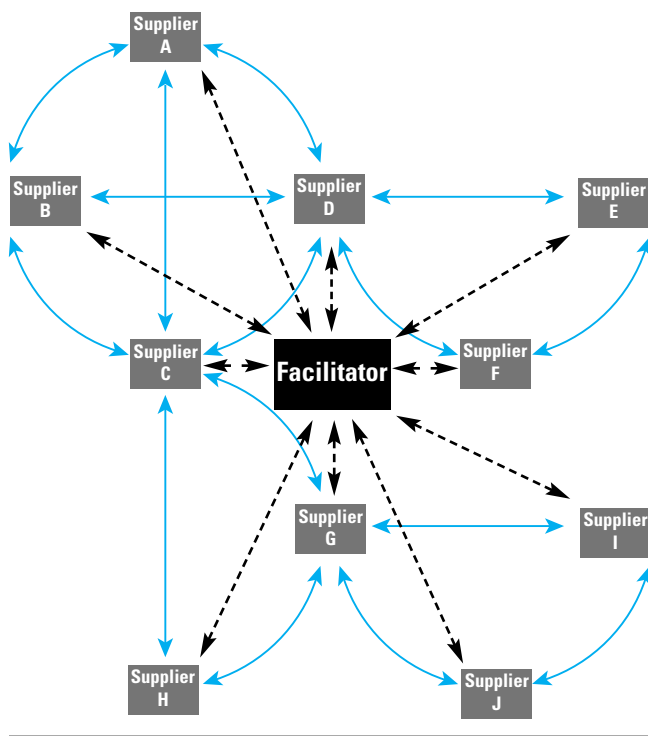 Supplier
A
Supplier
B
Supplier
D
Supplier
E
Supplier
C
Facilitator
Supplier
F
Supplier
G
Supplier
I
Supplier
H
Supplier
J